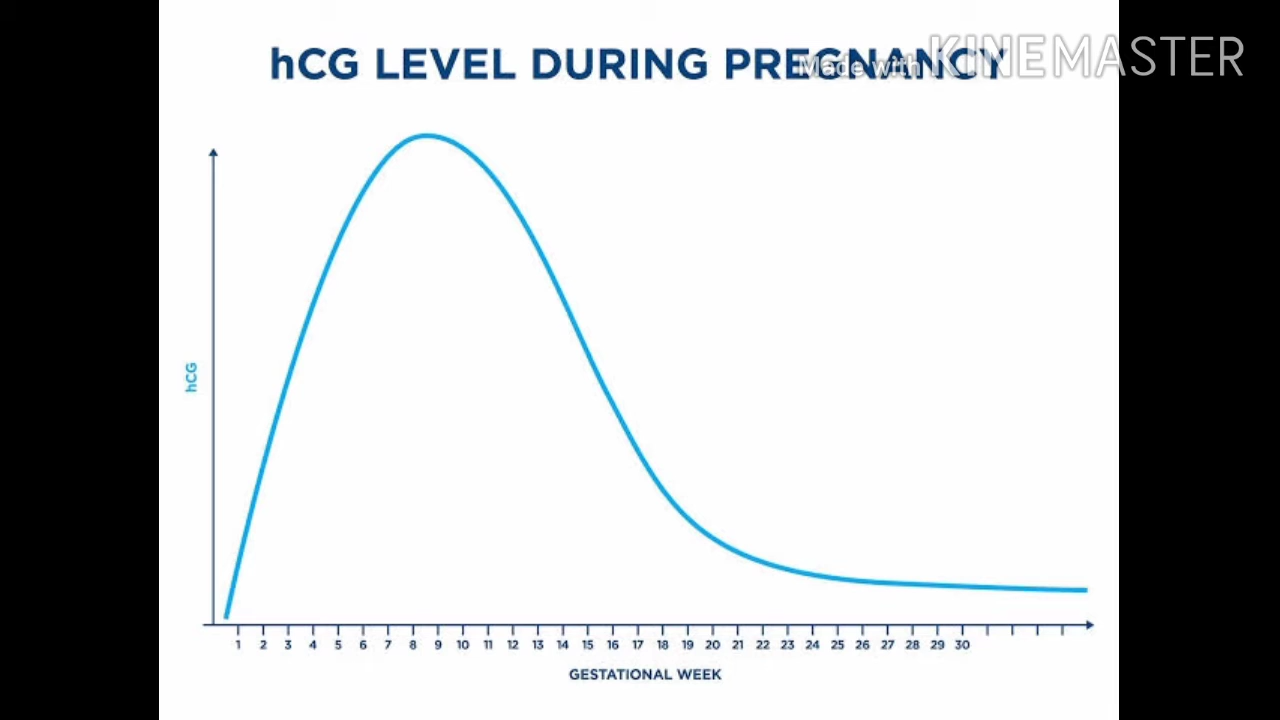 hCG LEVEL DURING PREGNANCY
Made with KINEMASTER
hCG
1 2 3 4 5 6 7 8 9 10 11 12 13 14 15 16 17 18 19 20 21 22 23 24 25 26 27 28 29 30
GESTATIONAL WEEK